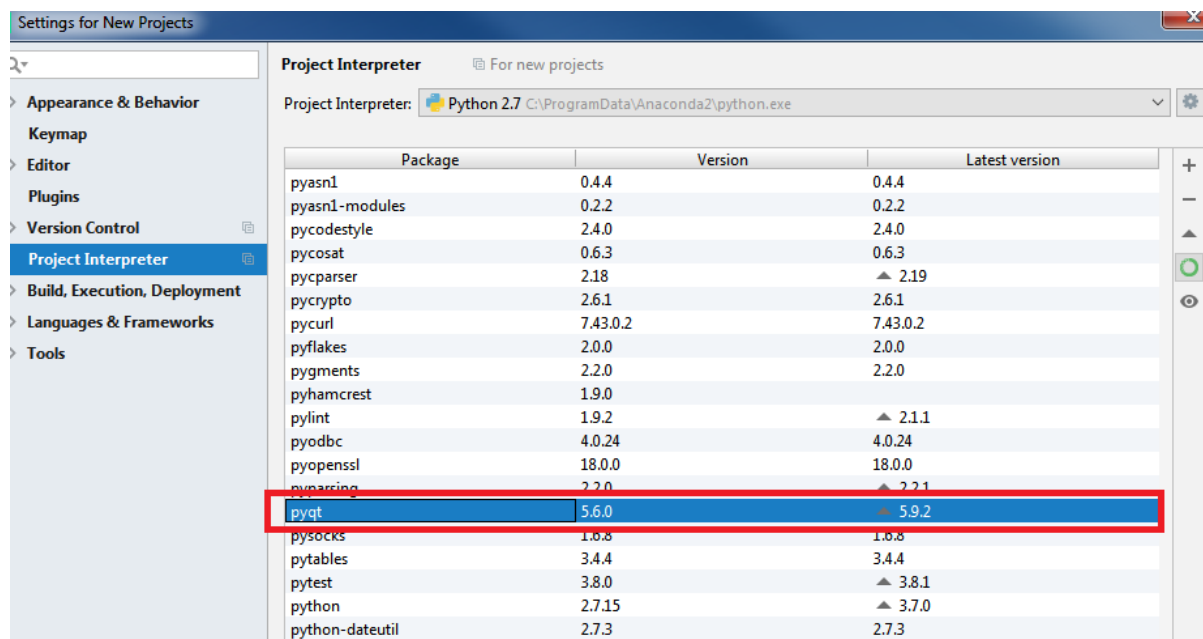 Settings for New Projects
Project Interpreter For new projects
Appearance & Behavior
Keymap
Editor
Plugins
Version Control
Project Interpreter
Build, Execution, Deployment
Languages & Frameworks
Tools
Project Interpreter: Python 2.7 C:\ProgramData\Anaconda2\python.exe
Package Version Latest version
pyasn1 0.4.4 0.4.4
pyasn1-modules 0.2.2 0.2.2
pycodestyle 2.4.0 2.4.0
pycosat 0.6.3 0.6.3
pycparser 2.18 2.19
pycrypto 2.6.1 2.6.1
pycurl 7.43.0.2 7.43.0.2
pyflakes 2.0.0 2.0.0
pygments 2.2.0 2.2.0
pyhamcrest 1.9.0
pylint 1.9.2 2.1.1
pyodbc 4.0.24 4.0.24
pyopenssl 18.0.0 18.0.0
pyparsing 2.2.0 2.2.1
pyqt 5.6.0 5.9.2
pysocks 1.6.8 1.6.8
pytables 3.4.4 3.4.4
pytest 3.8.0 3.8.1
python 2.7.15 3.7.0
python-dateutil 2.7.3 2.7.3